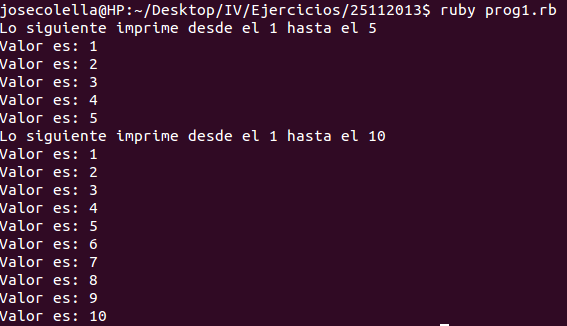 josecolella@HP:~/Desktop/IV/Ejercicios/25112013$ ruby prog1.rb
Lo siguiente imprime desde el 1 hasta el 5
Valor es: 1
Valor es: 2
Valor es: 3
Valor es: 4
Valor es: 5
Lo siguiente imprime desde el 1 hasta el 10
Valor es: 1
Valor es: 2
Valor es: 3
Valor es: 4
Valor es: 5
Valor es: 6
Valor es: 7
Valor es: 8
Valor es: 9
Valor es: 10